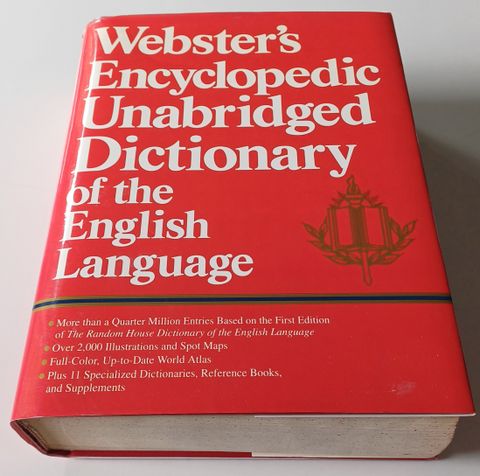 Webster's
Encyclopedic
Unabridged
Dictionary
of the
English
Language
• More than a Quarter Million Entries Based on the First Edition
of The Random House Dictionary of the English Language
• Over 2,000 Illustrations and Spot Maps
• Full-Color, Up-to-Date World Atlas
• Plus 11 Specialized Dictionaries, Reference Books,
and Supplements